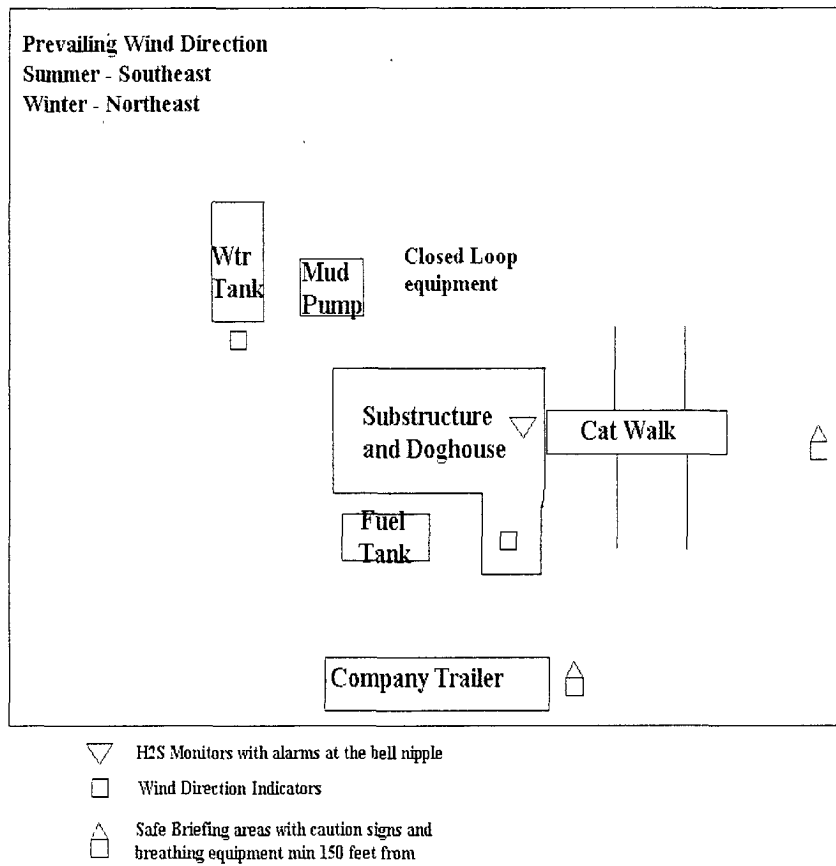 Prevailing Wind Direction
Summer - Southeast
Winter - Northeast
Wtr
Tank
Mud
Pump
Closed Loop
equipment
Substructure
and Doghouse
Cat Walk
Fuel
Tank
Company Trailer
H2S Monitors with alarms at the bell nipple
Wind Direction Indicators
Safe Briefing areas with caution signs and
breathing equipment min 150 feet from